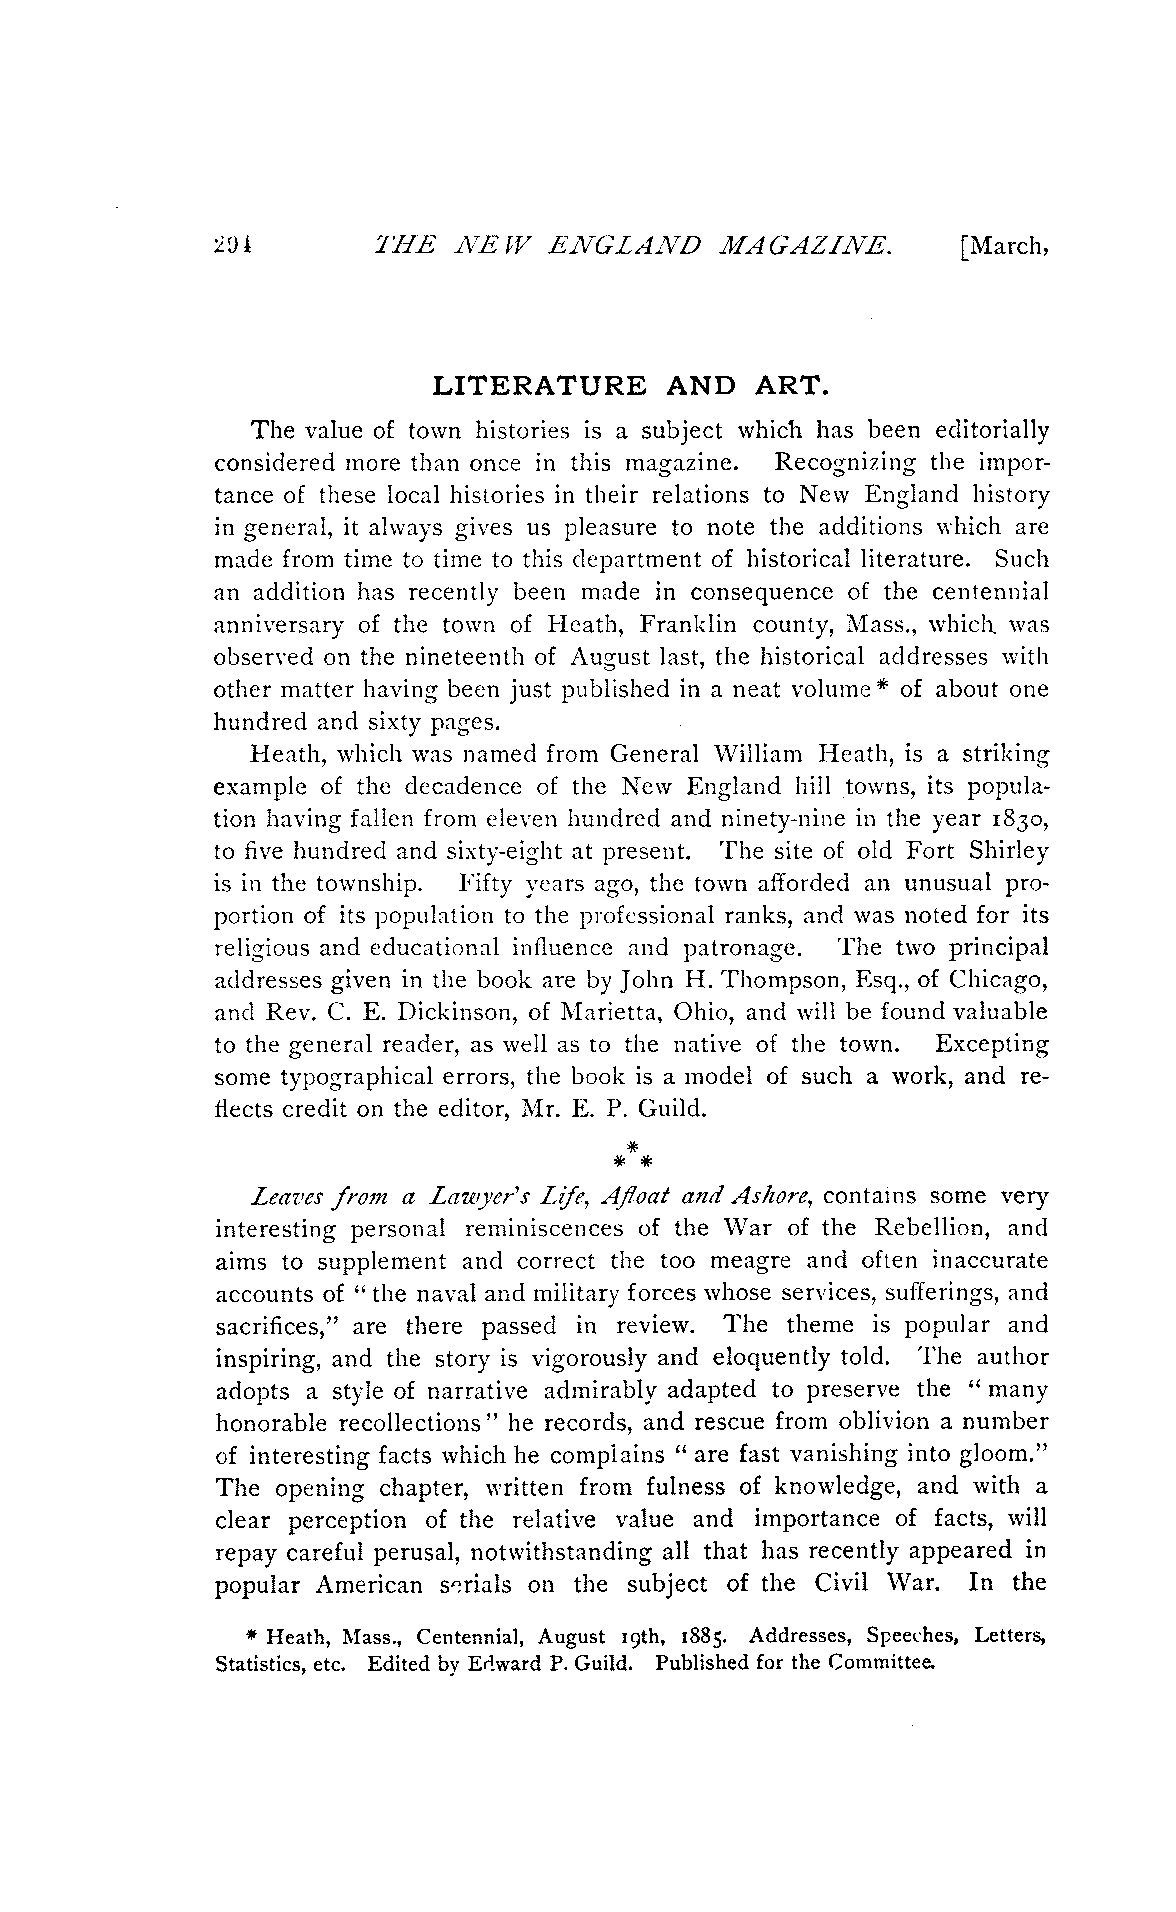 294 THE NEW ENGLAND MAGAZINE. [March,
LITERATURE AND ART.
The value of town histories is a subject which has been editorially
considered more than once in this magazine. Recognizing the impor-
tance of these local histories in their relations to New England history
in general, it always gives us pleasure to note the additions which are
made from time to time to this department of historical literature. Such
an addition has recently been made in consequence of the centennial
anniversary of the town of Heath, Franklin county, Mass., which was
observed on the nineteenth of August last, the historical addresses with
other matter having been just published in a neat volume* of about one
hundred and sixty pages.
Heath, which was named from General William Heath, is a striking
example of the decadence of the New England hill towns, its popula-
tion having fallen from eleven hundred and ninety-nine in the year 1830,
to five hundred and sixty-eight at present. The site of old Fort Shirley
is in the township. Fifty years ago, the town afforded an unusual pro-
portion of its population to the professional ranks, and was noted for its
religious and educational influence and patronage. The two principal
addresses given in the book are by John H. Thompson, Esq., of Chicago,
and Rev. C. E. Dickinson, of Marietta, Ohio, and will be found valuable
to the general reader, as well as to the native of the town. Excepting
some typographical errors, the book is a model of such a work, and re-
flects credit on the editor, Mr. E. P. Guild.
*
* *
Leaves from a Lawyer's Life, Afloat and Ashore, contains some very
interesting personal reminiscences of the War of the Rebellion, and
aims to supplement and correct the too meagre and often inaccurate
accounts of "the naval and military forces whose services, sufferings, and
sacrifices," are there passed in review. The theme is popular and
inspiring, and the story is vigorously and eloquently told. The author
adopts a style of narrative admirably adapted to preserve the "many
honorable recollections" he records, and rescue from oblivion a number
of interesting facts which he complains "are fast vanishing into gloom."
The opening chapter, written from fulness of knowledge, and with a
clear perception of the relative value and importance of facts, will
repay careful perusal, notwithstanding all that has recently appeared in
popular American serials on the subject of the Civil War. In the
* Heath, Mass., Centennial, August 19th, 1885. Addresses, Speeches, Letters,
Statistics, etc. Edited by Edward P. Guild. Published for the Committee.